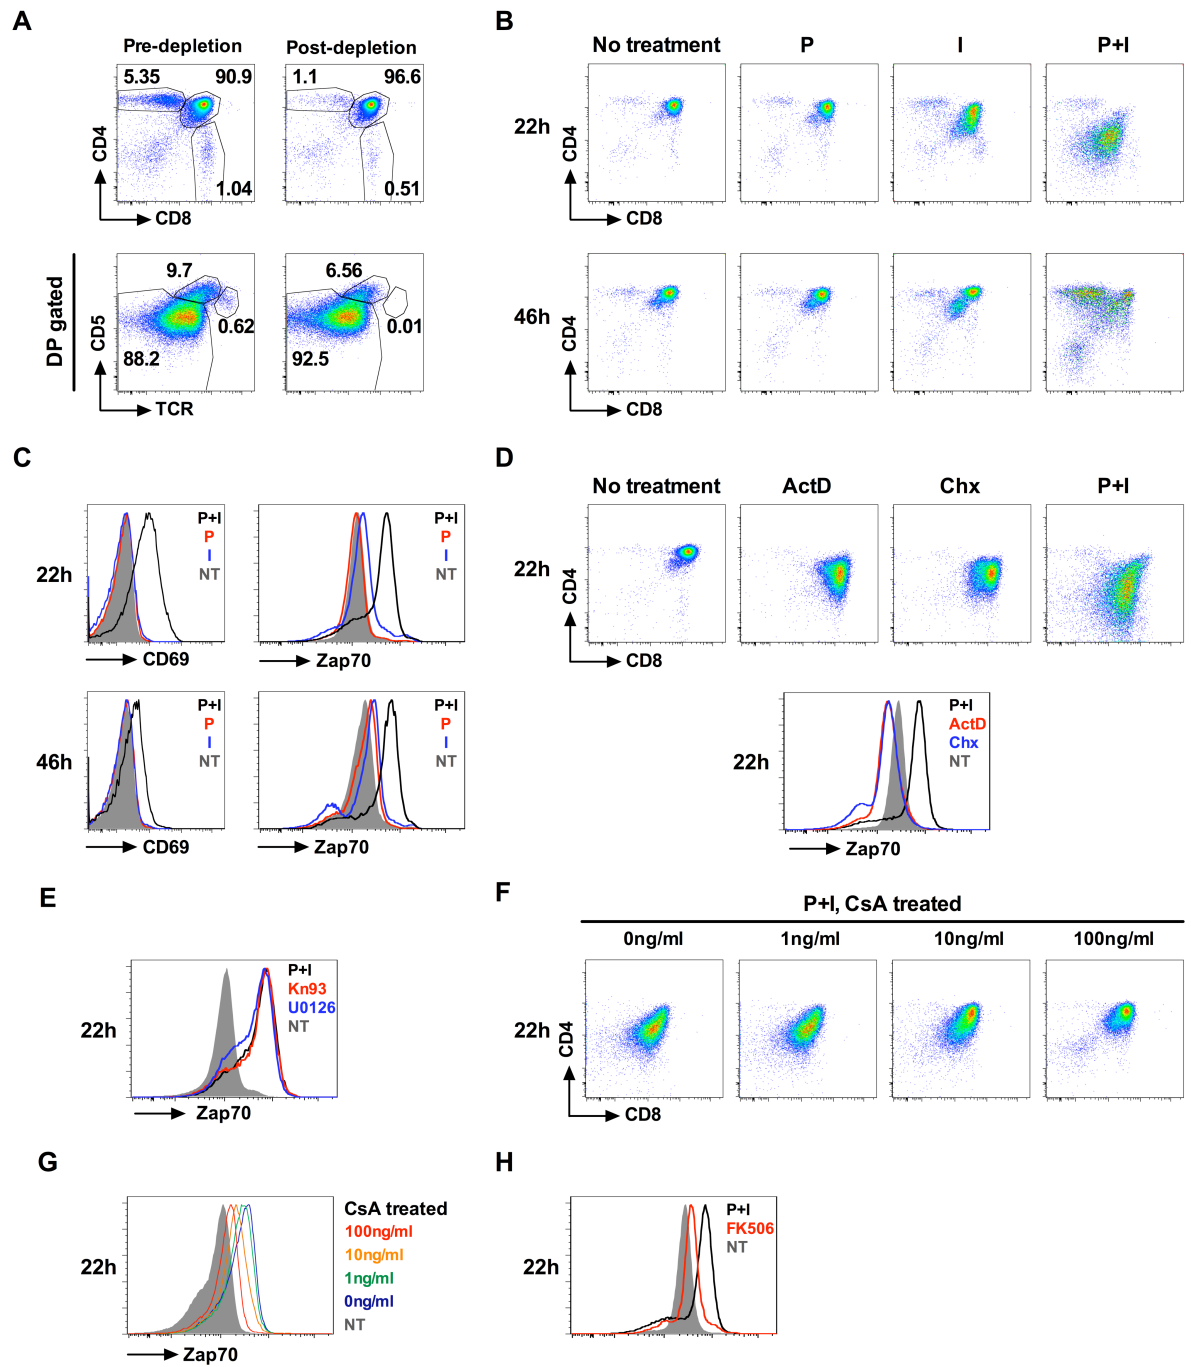 A
Pre-depletion
Post-depletion
5.35
90.9
1.04
1.1
96.6
0.51
CD4
CD8
DP gated
9.7
0.62
88.2
6.56
0.01
92.5
CD5
TCR
B
No treatment
P
I
P+I
22h
CD4
CD8
46h
CD4
CD8
C
22h
P+I
P
I
NT
CD69
P+I
P
I
NT
Zap70
46h
P+I
P
I
NT
CD69
P+I
P
I
NT
Zap70
D
No treatment
ActD
Chx
P+I
22h
CD4
CD8
22h
P+I
ActD
Chx
NT
Zap70
E
22h
P+I
Kn93
U0126
NT
Zap70
F
P+I, CsA treated
0ng/ml
1ng/ml
10ng/ml
100ng/ml
22h
CD4
CD8
G
22h
CsA treated
100ng/ml
10ng/ml
1ng/ml
0ng/ml
NT
Zap70
H
22h
P+I
FK506
NT